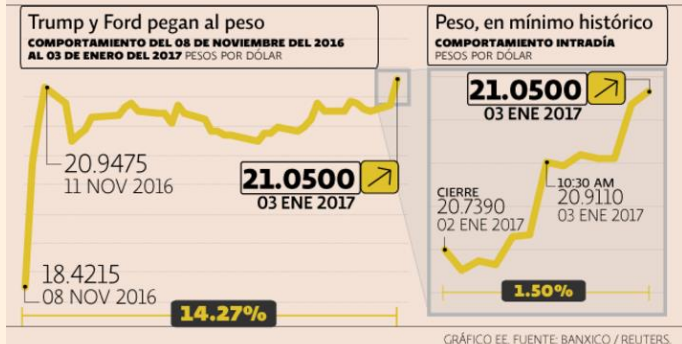 Trump y Ford pegan al peso
COMPORTAMIENTO DEL 08 DE NOVIEMBRE DEL 2016
AL 03 DE ENERO DEL 2017 PESOS POR DÓLAR
20.9475
11 NOV 2016
21.0500
03 ENE 2017
18.4215
08 NOV 2016
14.27%
Peso, en mínimo histórico
COMPORTAMIENTO INTRADÍA
PESOS POR DÓLAR
21.0500
03 ENE 2017
CIERRE
20.7390
02 ENE 2017
10:30 AM
20.9110
03 ENE 2017
1.50%
GRÁFICO EE. FUENTE: BANXICO / REUTERS.